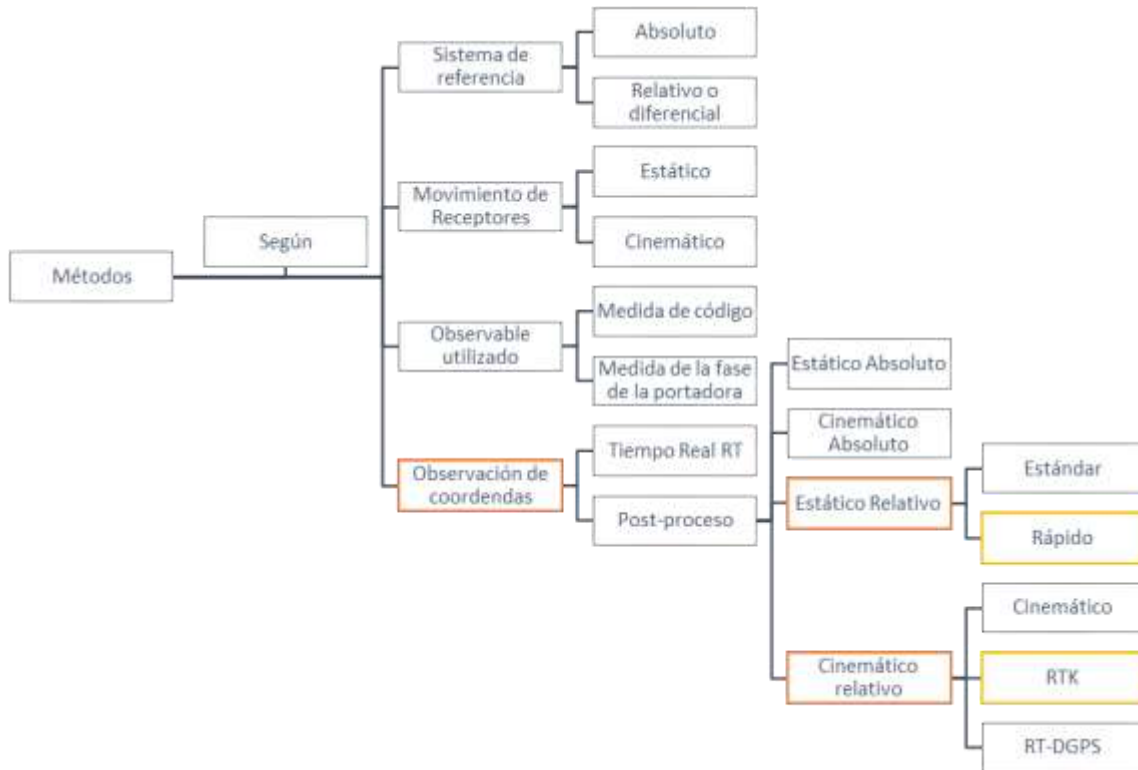 Métodos
Según
Sistema de
referencia
Absoluto
Relativo o
diferencial
Movimiento de
Receptores
Estático
Cinemático
Observable
utilizado
Medida de código
Medida de la fase
de la portadora
Observación de
coordendas
Tiempo Real RT
Post-proceso
Estático Absoluto
Cinemático
Absoluto
Estático Relativo
Estándar
Rápido
Cinemático
relativo
Cinemático
RTK
RT-DGPS